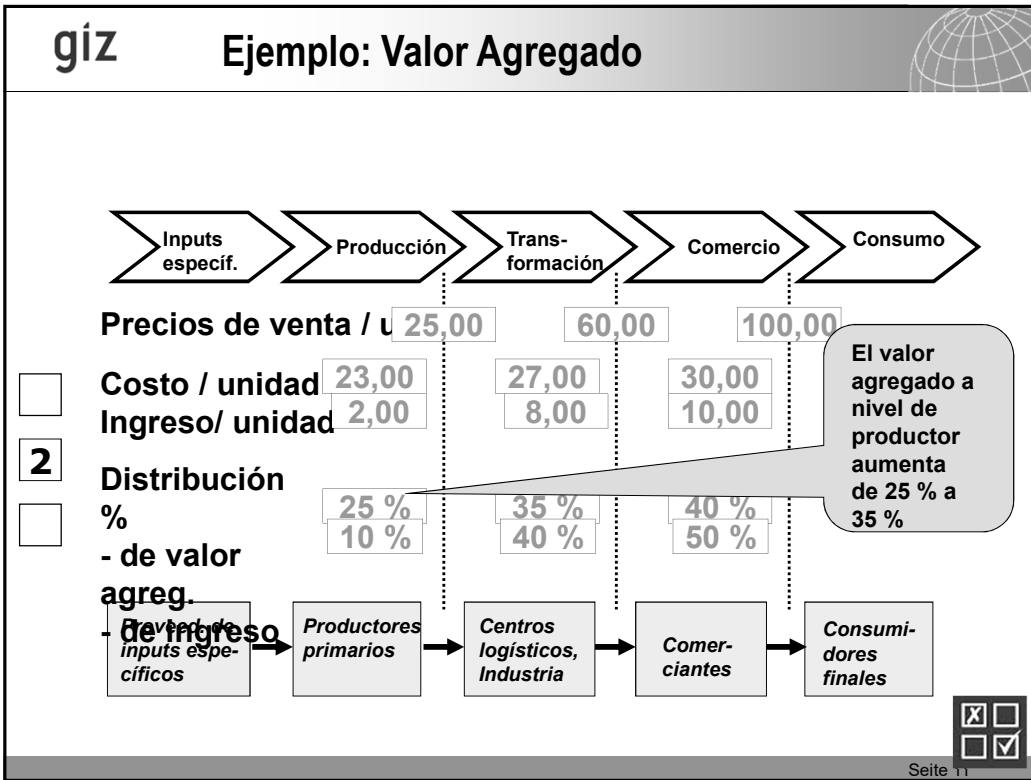 giz
Ejemplo: Valor Agregado
Inputs
específ.
Producción
Trans-
formación
Comercio
Consumo
Precios de venta / u
25,00
60,00
100,00
Costo / unidad
23,00
27,00
30,00
Ingreso/ unidad
2,00
8,00
10,00
El valor
agregado a
nivel de
productor
aumenta
de 25 % a
35 %
2
Distribución
%
- de valor
agreg.
- de ingreso
25 %
35 %
40 %
10 %
40 %
50 %
Proveed. de
inputs espe-
cíficos
Productores
primarios
Centros
logísticos,
Industria
Comer-
ciantes
Consumi-
dores
finales
Seite 11